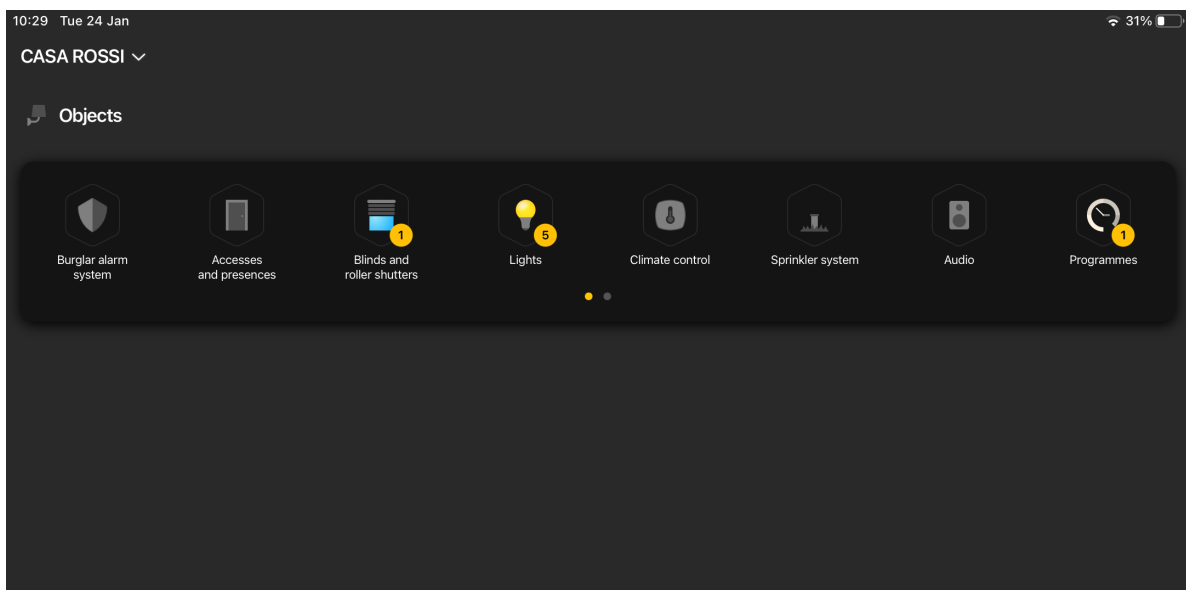 10:29 Tue 24 Jan
31%
CASA ROSSI
Objects
1
5
1
Burglar alarm
system
Accesses
and presences
Blinds and
roller shutters
Lights
Climate control
Sprinkler system
Audio
Programmes